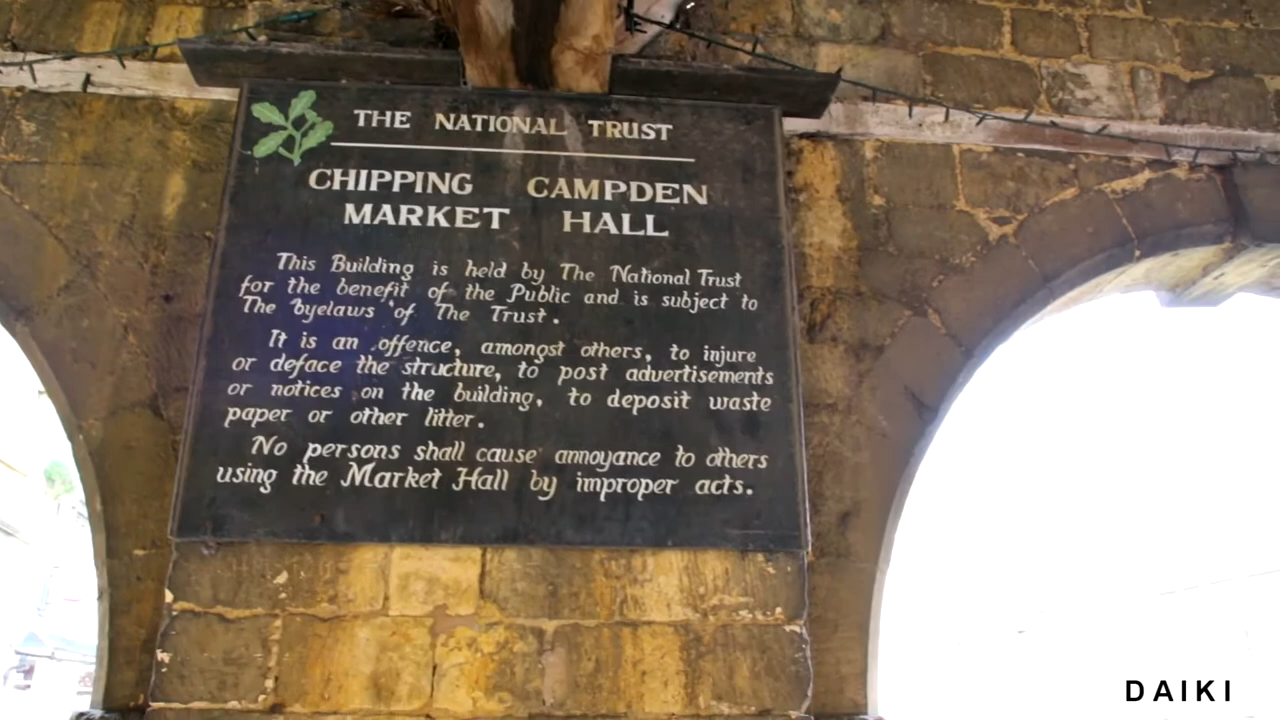 THE NATIONAL TRUST
CHIPPING CAMPDEN
MARKET HALL
This Building is held by The National Trust
for the benefit of the Public and is subject to
The byelaws of The Trust.
It is an offence, amongst others, to injure
or deface the structure, to post advertisements
or notices on the building, to deposit waste
paper or other litter.
No persons shall cause annoyance to others
using the Market Hall by improper acts.
DAIKI